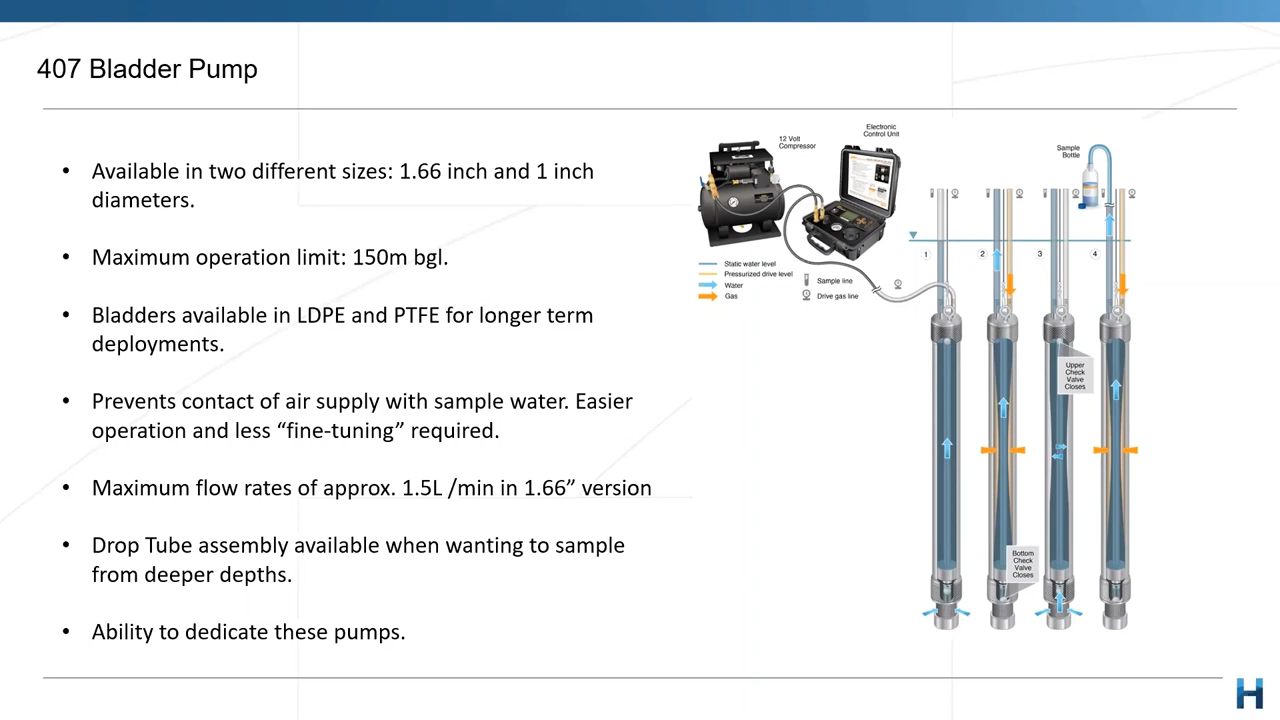 407 Bladder Pump
• Available in two different sizes: 1.66 inch and 1 inch
diameters.
• Maximum operation limit: 150m bgl.
• Bladders available in LDPE and PTFE for longer term
deployments.
• Prevents contact of air supply with sample water. Easier
operation and less “fine-tuning” required.
• Maximum flow rates of approx. 1.5L /min in 1.66” version
• Drop Tube assembly available when wanting to sample
from deeper depths.
• Ability to dedicate these pumps.
12 Volt
Compressor
Electronic
Control Unit
Sample
Bottle
Static water level
Pressurized drive level
Water
Gas
Sample line
Drive gas line
1
2
3
4
Upper
Check
Valve
Closes
Bottom
Check
Valve
Closes
H